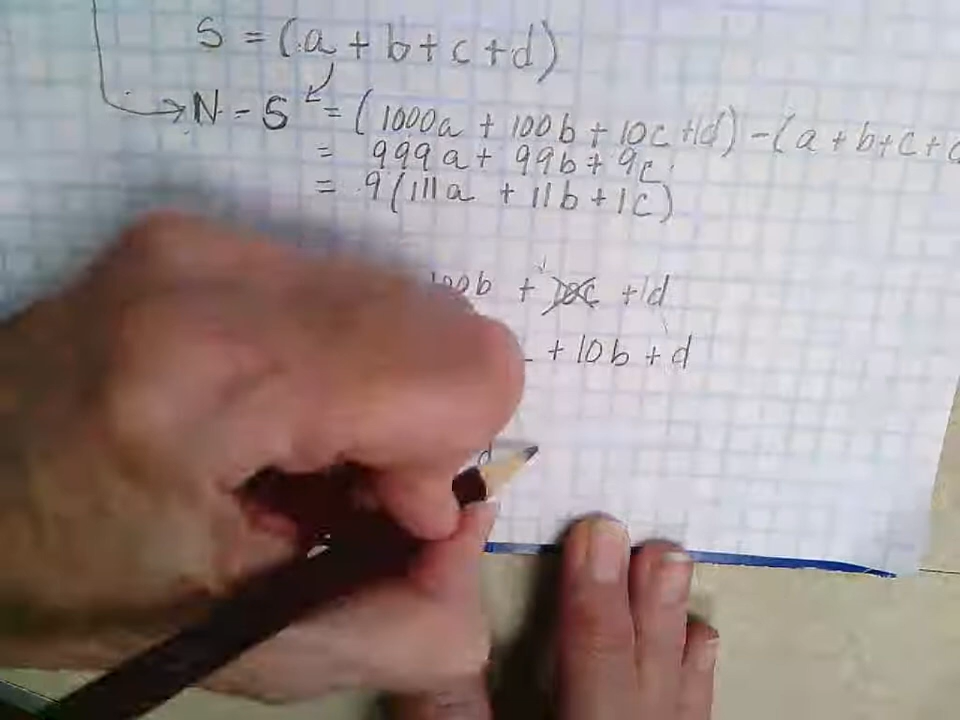 S = (a + b + c + d)
N - S = (1000a + 100b + 10c + 1d) - (a + b + c +
= 999a + 99b + 9c
= 9(111a + 11b + 1c)
100b + 10c + 1d
+ 10b + d
d